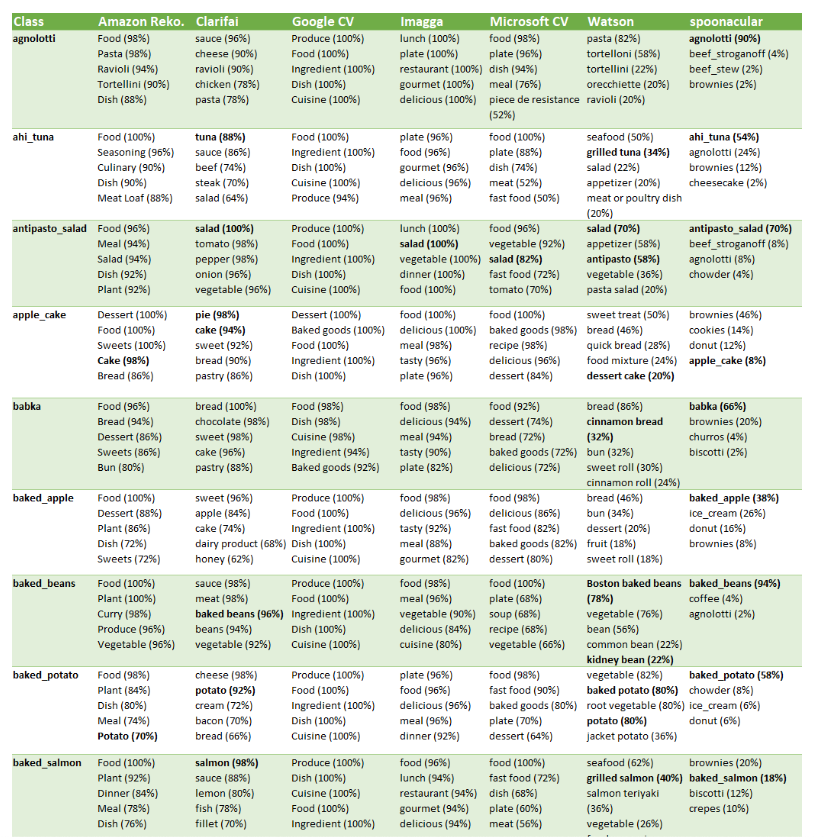 Class Amazon Reko. Clarifai Google CV Imagga Microsoft CV Watson spoonacular
agnolotti Food (98%) sauce (96%) Produce (100%) lunch (100%) food (98%) pasta (82%) agnolotti (90%)
Pasta (98%) cheese (90%) Food (100%) plate (100%) plate (96%) tortelloni (58%) beef_stroganoff (4%)
Ravioli (94%) ravioli (90%) Ingredient (100%) restaurant (100%) dish (94%) tortellini (22%) beef_stew (2%)
Tortellini (90%) chicken (78%) Dish (100%) gourmet (100%) meal (76%) orecchiette (20%) brownies (2%)
Dish (88%) pasta (78%) Cuisine (100%) delicious (100%) piece de resistance ravioli (20%)
(52%)
ahi_tuna Food (100%) tuna (88%) Food (100%) plate (96%) food (100%) seafood (50%) ahi_tuna (54%)
Seasoning (96%) sauce (86%) Ingredient (100%) food (96%) plate (88%) grilled tuna (34%) agnolotti (24%)
Culinary (90%) beef (74%) Dish (100%) gourmet (96%) dish (74%) salad (22%) brownies (12%)
Dish (90%) steak (70%) Cuisine (100%) delicious (96%) meat (52%) appetizer (20%) cheesecake (2%)
Meat Loaf (88%) salad (64%) Produce (94%) meal (96%) fast food (50%) meat or poultry dish
(20%)
antipasto_salad Food (96%) salad (100%) Produce (100%) lunch (100%) food (96%) salad (70%) antipasto_salad (70%)
Meal (94%) tomato (98%) Food (100%) salad (100%) vegetable (92%) appetizer (58%) beef_stroganoff (8%)
Salad (94%) pepper (98%) Ingredient (100%) vegetable (100%) salad (82%) antipasto (58%) agnolotti (8%)
Dish (92%) onion (96%) Dish (100%) dinner (100%) fast food (72%) vegetable (36%) chowder (4%)
Plant (92%) vegetable (96%) Cuisine (100%) food (100%) tomato (70%) pasta salad (20%)
apple_cake Dessert (100%) pie (98%) Dessert (100%) food (100%) food (100%) sweet treat (50%) brownies (46%)
Food (100%) cake (94%) Baked goods (100%) delicious (100%) baked goods (98%) bread (46%) cookies (14%)
Sweets (100%) sweet (92%) Food (100%) meal (98%) recipe (98%) quick bread (28%) donut (12%)
Cake (98%) bread (90%) Ingredient (100%) tasty (96%) delicious (96%) food mixture (24%) apple_cake (8%)
Bread (86%) pastry (86%) Dish (100%) plate (96%) dessert (84%) dessert cake (20%)
babka Food (96%) bread (100%) Food (98%) food (98%) food (92%) bread (86%) babka (66%)
Bread (94%) chocolate (98%) Dish (98%) delicious (94%) dessert (74%) cinnamon bread brownies (20%)
Dessert (86%) sweet (98%) Cuisine (98%) meal (94%) bread (72%) (32%) churros (4%)
Sweets (86%) cake (96%) Ingredient (94%) tasty (90%) baked goods (72%) bun (32%) biscotti (2%)
Bun (80%) pastry (88%) Baked goods (92%) plate (82%) delicious (72%) sweet roll (30%)
cinnamon roll (24%)
baked_apple Food (100%) sweet (96%) Produce (100%) food (98%) food (98%) bread (46%) baked_apple (38%)
Dessert (88%) apple (84%) Food (100%) delicious (96%) delicious (86%) bun (34%) ice_cream (26%)
Plant (86%) cake (74%) Ingredient (100%) tasty (92%) fast food (82%) dessert (20%) donut (16%)
Dish (72%) dairy product (68%) Dish (100%) meal (88%) baked goods (82%) fruit (18%) brownies (8%)
Sweets (72%) honey (62%) Cuisine (100%) gourmet (82%) dessert (80%) sweet roll (18%)
baked_beans Food (100%) sauce (98%) Produce (100%) food (98%) food (100%) Boston baked beans baked_beans (94%)
Plant (100%) meat (98%) Food (100%) meal (96%) plate (68%) (78%) coffee (4%)
Curry (98%) baked beans (96%) Ingredient (100%) vegetable (90%) soup (68%) vegetable (76%) agnolotti (2%)
Produce (96%) beans (94%) Dish (100%) delicious (84%) recipe (68%) bean (56%)
Vegetable (96%) vegetable (92%) Cuisine (100%) cuisine (80%) vegetable (66%) common bean (22%)
kidney bean (22%)
baked_potato Food (98%) cheese (98%) Produce (100%) plate (96%) food (98%) vegetable (82%) baked_potato (58%)
Plant (84%) potato (92%) Food (100%) food (96%) fast food (90%) baked potato (80%) chowder (8%)
Dish (80%) cream (72%) Ingredient (100%) delicious (96%) baked goods (80%) root vegetable (80%) ice_cream (6%)
Meal (74%) bacon (70%) Dish (100%) meal (96%) plate (70%) potato (80%) donut (6%)
Potato (70%) bread (66%) Cuisine (100%) dinner (92%) dessert (64%) jacket potato (36%)
baked_salmon Food (100%) salmon (98%) Produce (100%) food (96%) food (100%) seafood (62%) brownies (20%)
Plant (92%) sauce (88%) Dish (100%) lunch (94%) fast food (72%) grilled salmon (40%) baked_salmon (18%)
Dinner (84%) lemon (80%) Cuisine (100%) restaurant (94%) dish (68%) salmon teriyaki biscotti (12%)
Meal (78%) fish (78%) Food (100%) gourmet (94%) plate (60%) (36%) crepes (10%)
Dish (76%) fillet (70%) Ingredient (100%) delicious (94%) meat (56%) vegetable (26%)